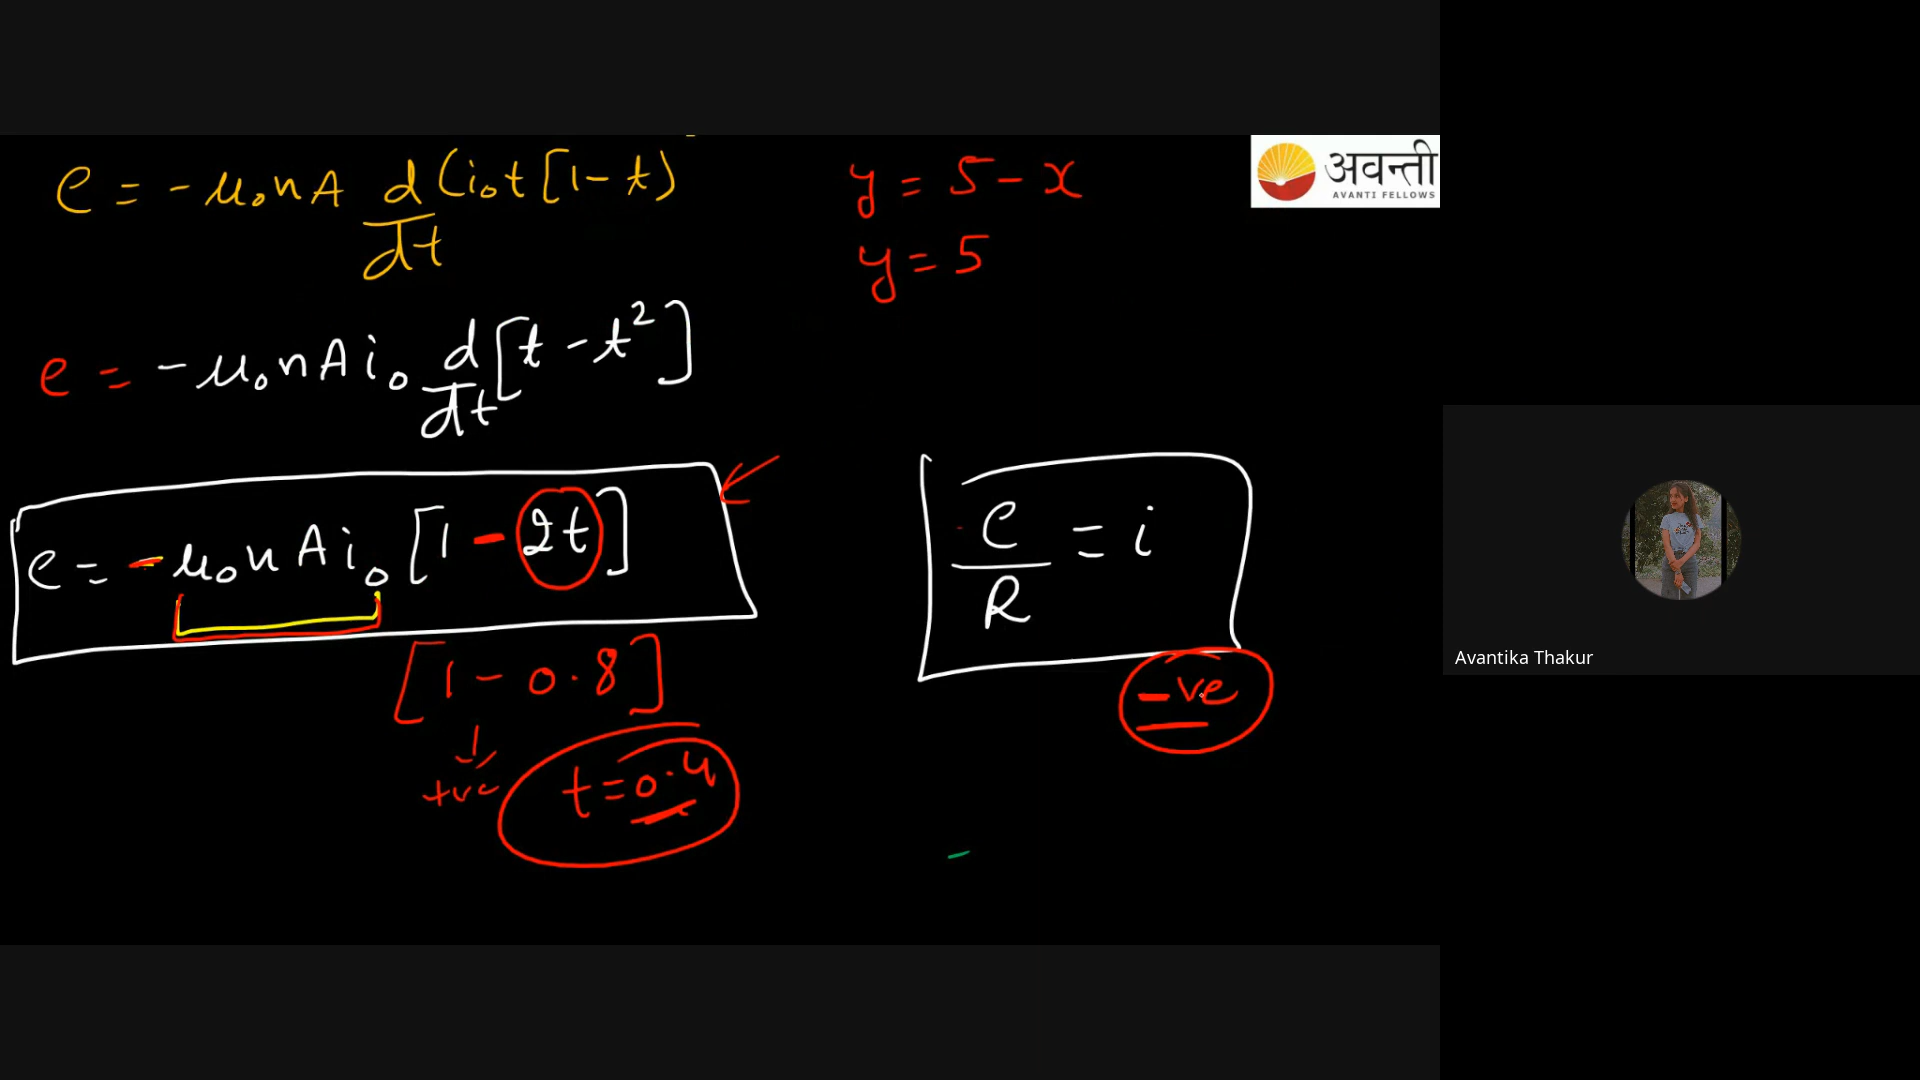 e = -μ₀nA d/dt (i₀t[1-t)
y = 5 - x
अवन्ती
AVANTI FELLOWS
y = 5
e = -μ₀nAi₀ d/dt [t - t²]
e = -μ₀nAi₀ [1 - 2t]
e/R = i
[1 - 0.8]
-ve
↓
+ve
t = 0.4
Avantika Thakur